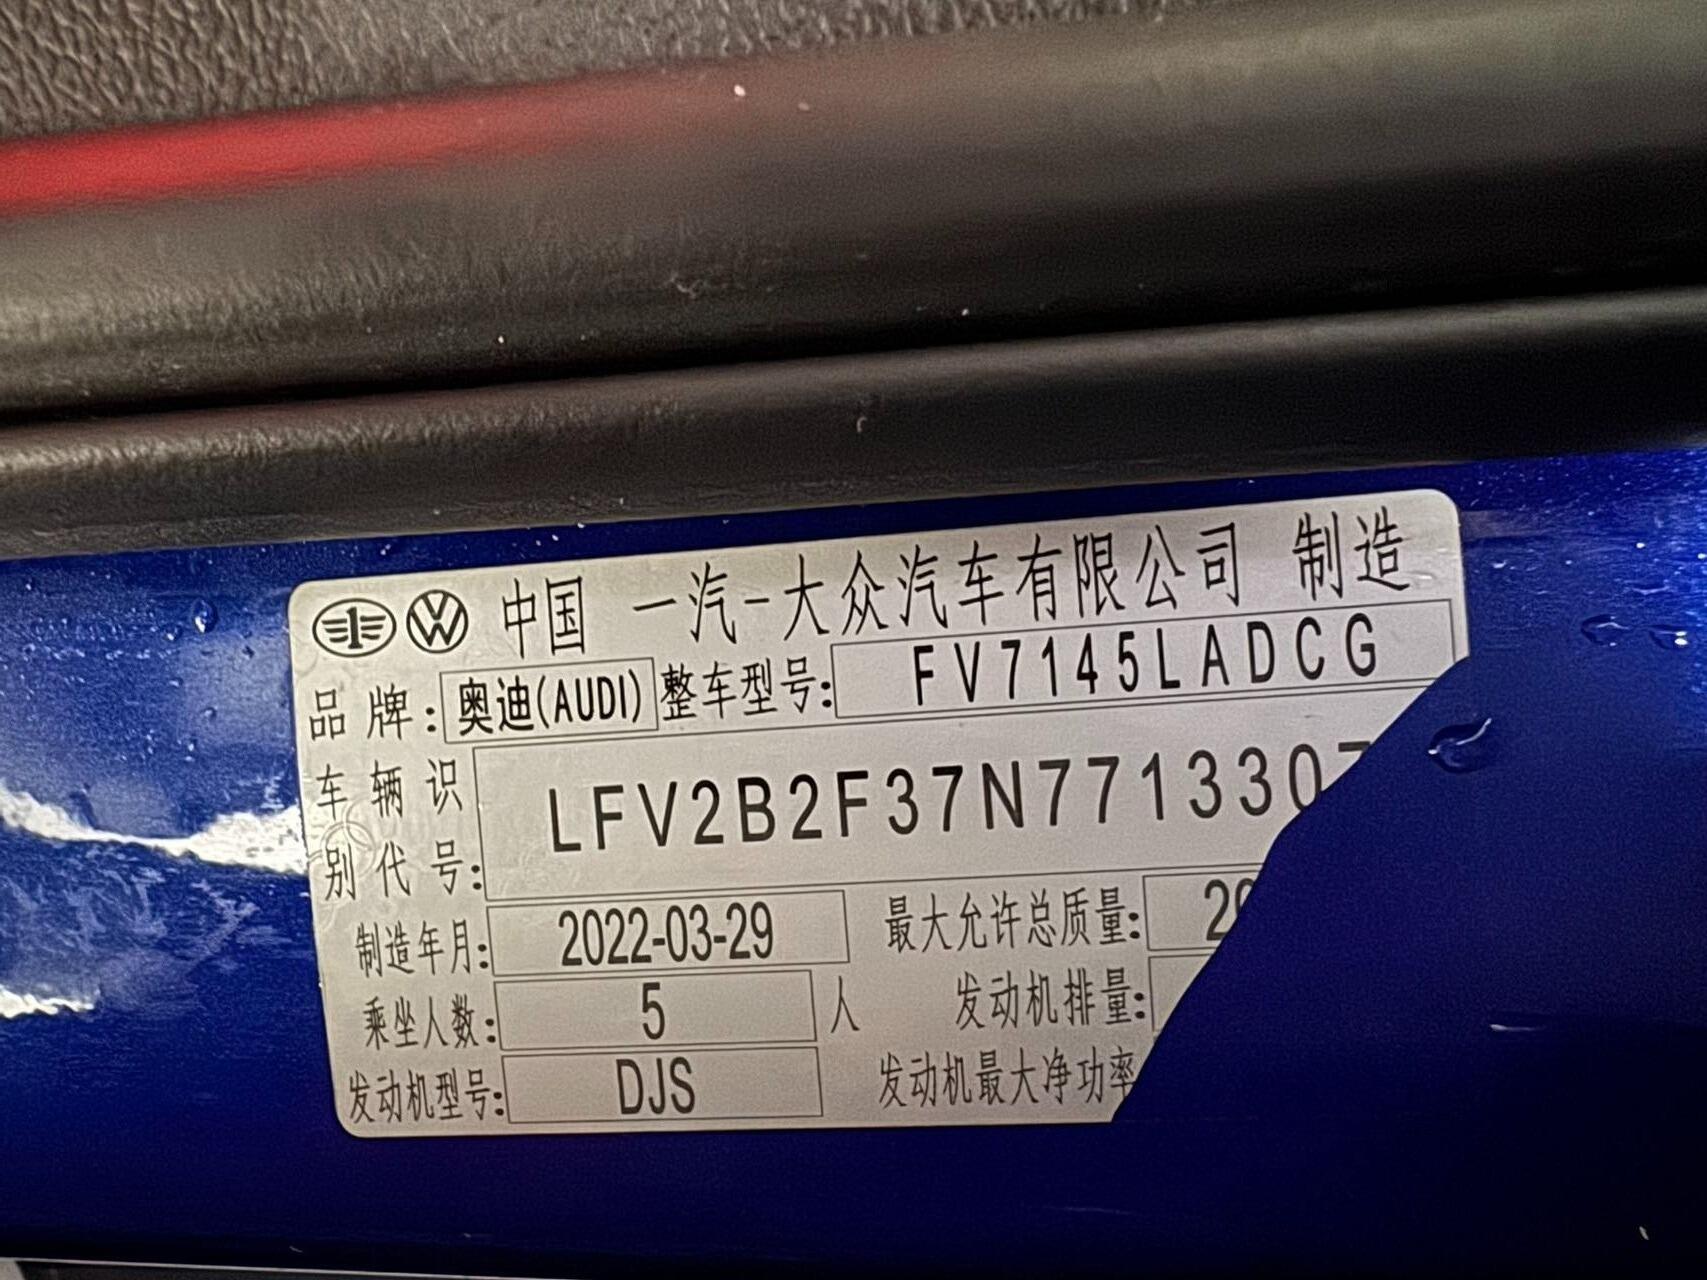 中国 一汽-大众汽车有限公司 制造
品牌: 奥迪(AUDI) 整车型号: FV7145LADCG
车辆识别代号: LFV2B2F37N7713307
制造年月: 2022-03-29 最大允许总质量: 20
乘坐人数: 5 人 发动机排量:
发动机型号: DJS 发动机最大净功率